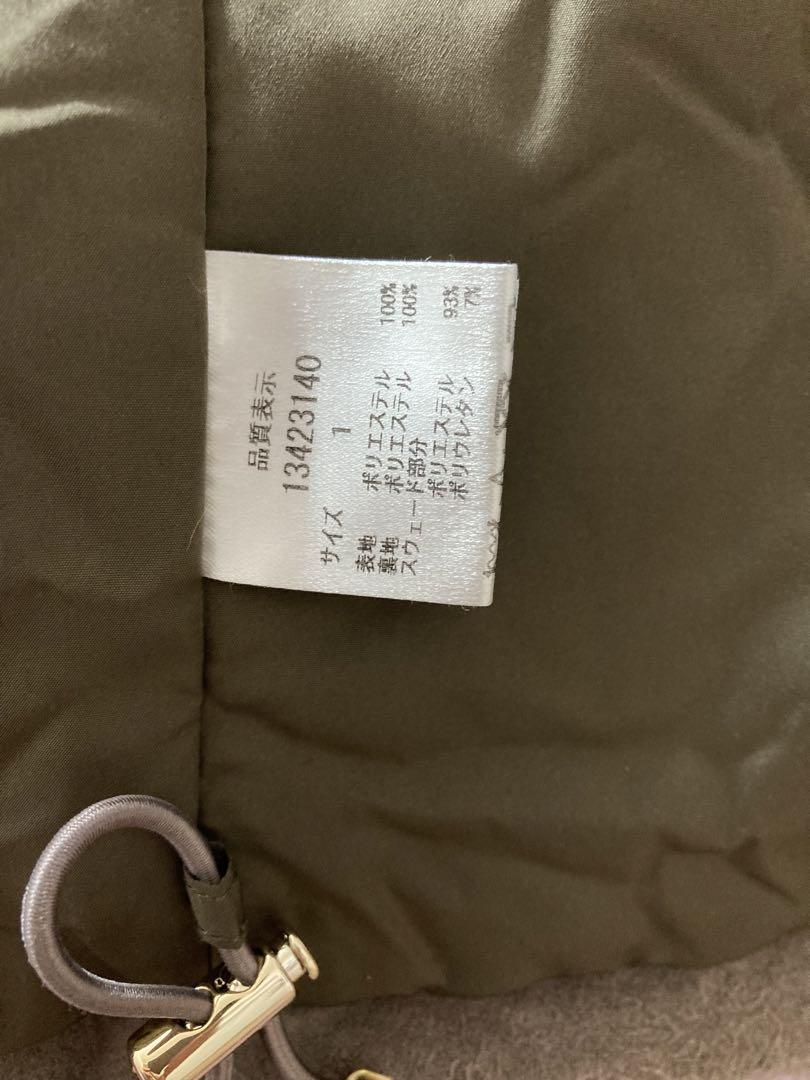 品質表示
13423140
サイズ 1
表地 ポリエステル 100%
裏地 ポリエステル 100%
スウェード部分
ポリエステル 93%
ポリウレタン 7%